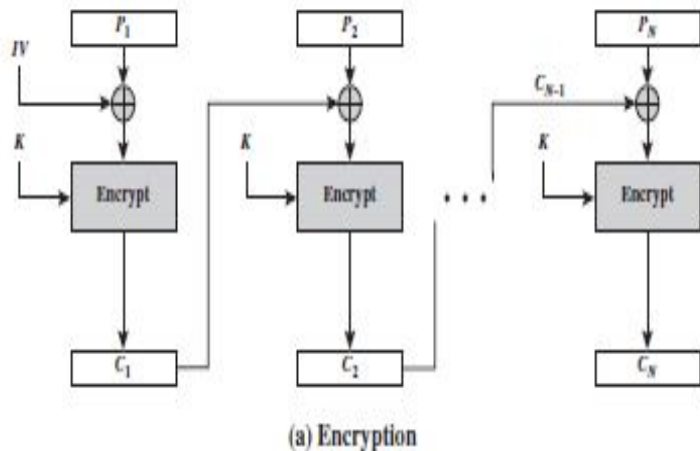 P1 P2 PN
IV
CN–1
K K K
Encrypt Encrypt Encrypt
. . .
C1 C2 CN
(a) Encryption